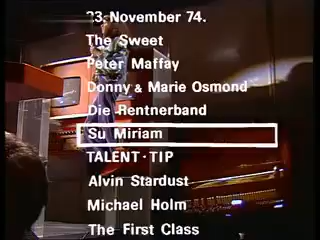 23. November 74.
The Sweet
Peter Maffay
Donny & Marie Osmond
Die Rentnerband
Su Miriam
TALENT · TIP
Alvin Stardust
Michael Holm
The First Class